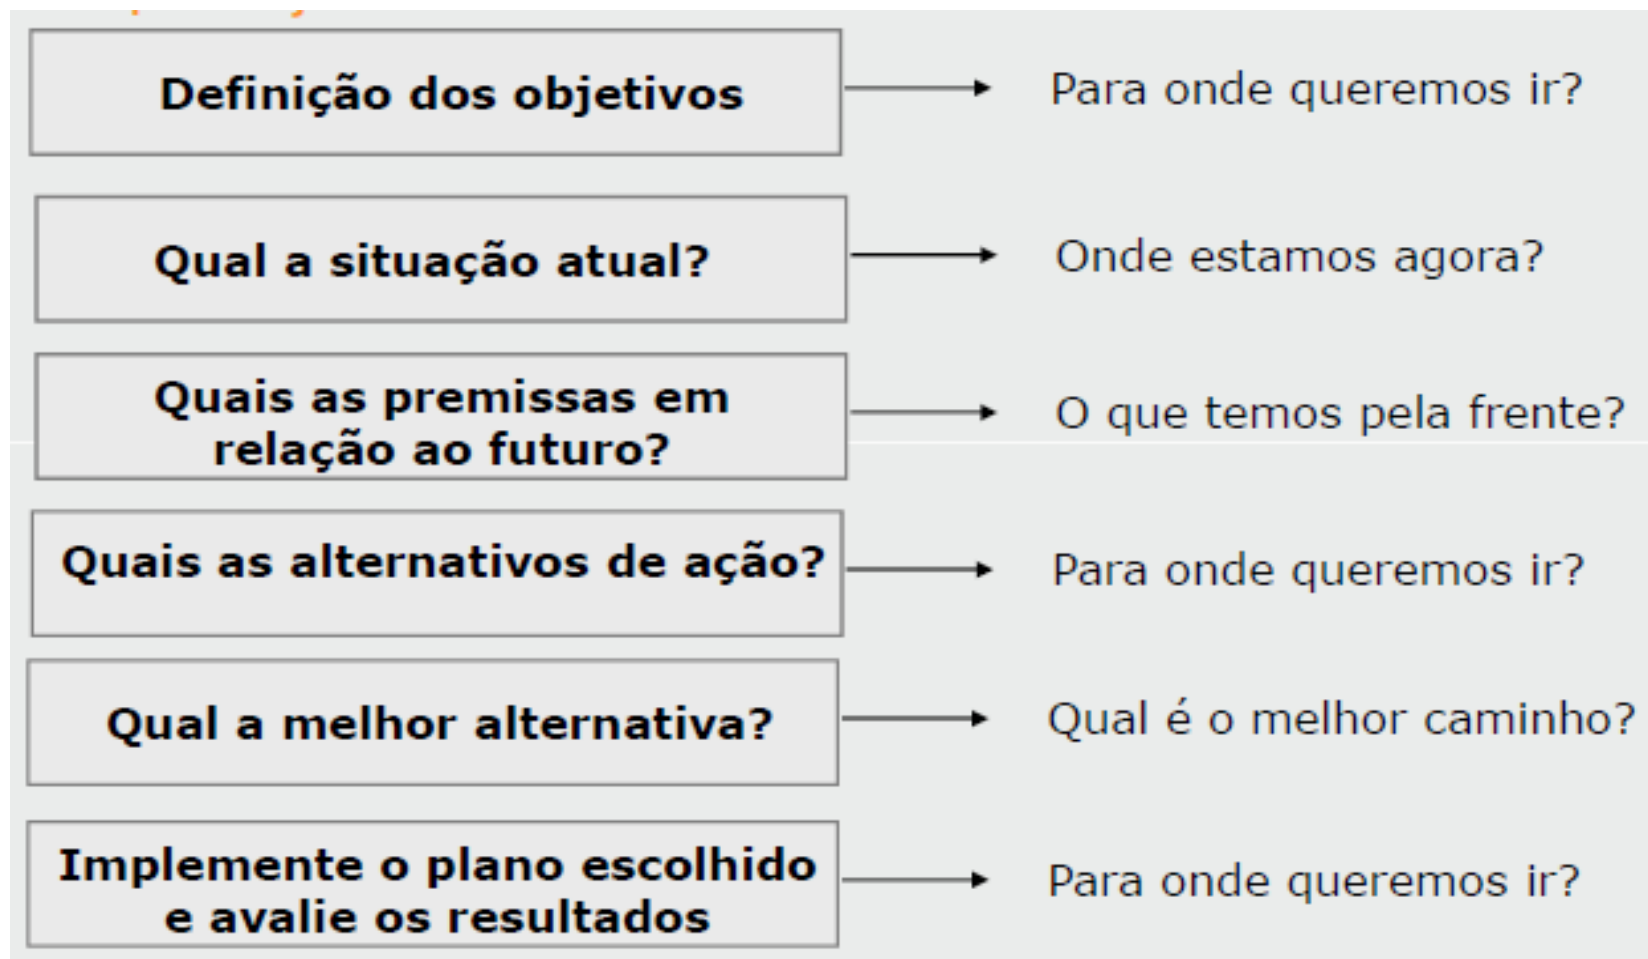 Definição dos objetivos
Para onde queremos ir?
Qual a situação atual?
Onde estamos agora?
Quais as premissas em
relação ao futuro?
O que temos pela frente?
Quais as alternativos de ação?
Para onde queremos ir?
Qual a melhor alternativa?
Qual é o melhor caminho?
Implemente o plano escolhido
e avalie os resultados
Para onde queremos ir?